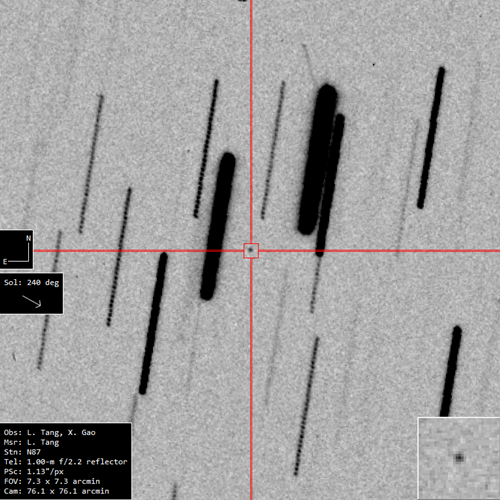 N
E
Sol: 240 deg
Obs: L. Tang, X. Gao
Msr: L. Tang
Stn: N87
Tel: 1.00-m f/2.2 reflector
PSc: 1.13"/px
FOV: 7.3 x 7.3 arcmin
Cam: 76.1 x 76.1 arcmin